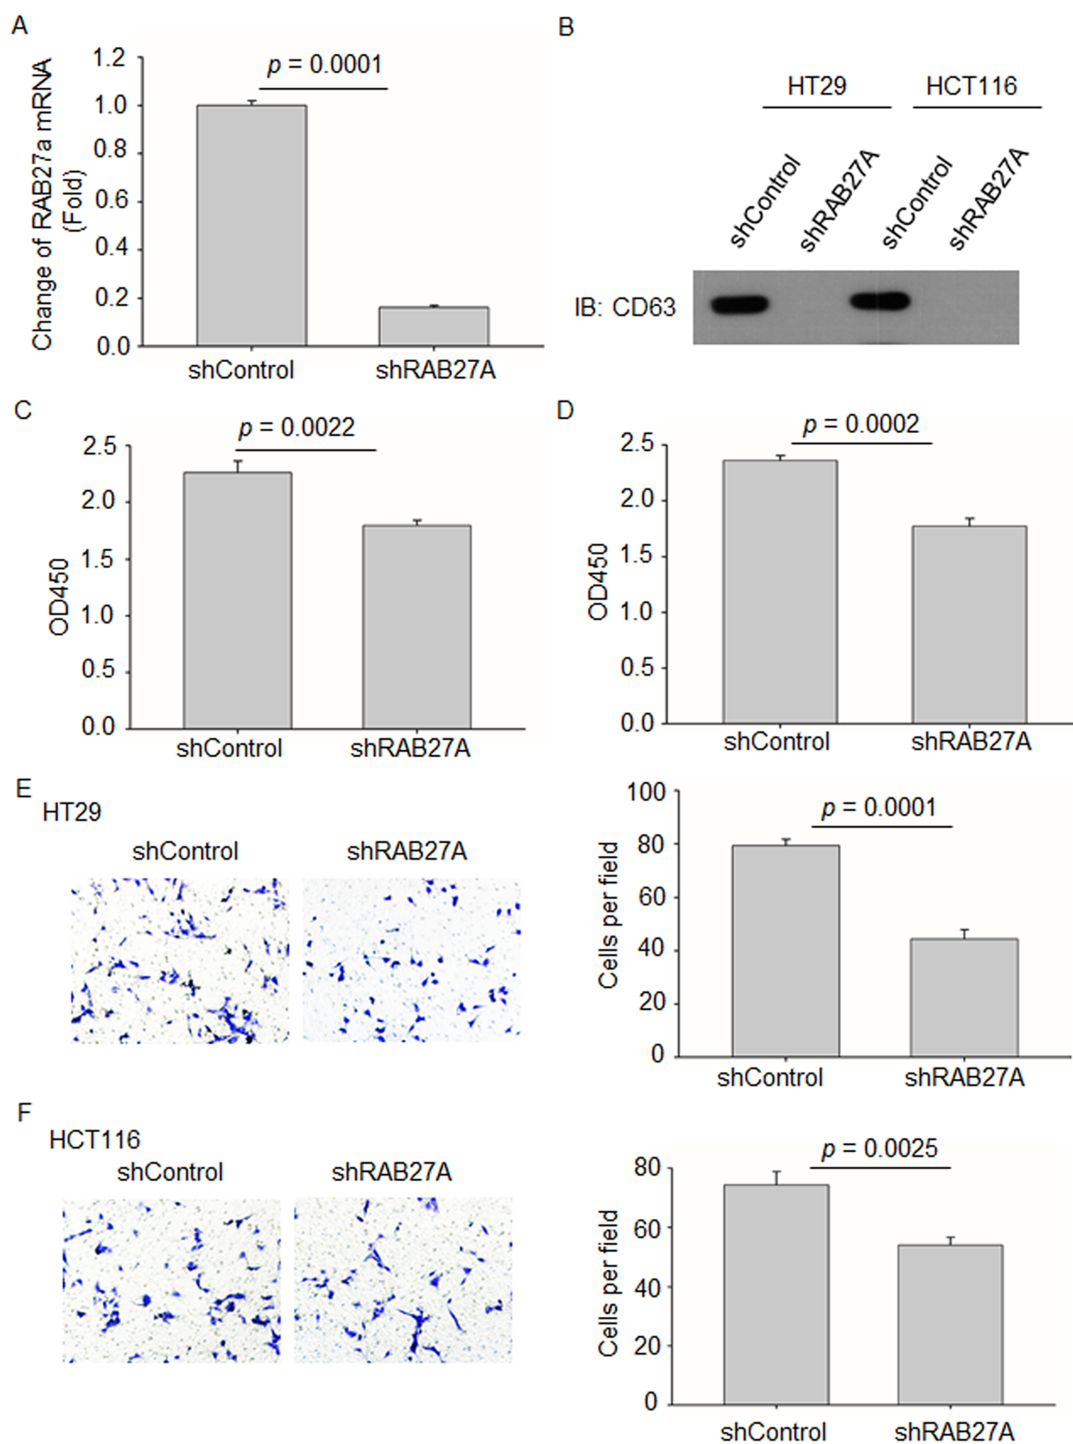 A
Change of RAB27a mRNA
(Fold)
1.2
1.0
0.8
0.6
0.4
0.2
0.0
p = 0.0001
shControl
shRAB27A
B
HT29
HCT116
shControl
shRAB27A
shControl
shRAB27A
IB: CD63
C
OD450
2.5
2.0
1.5
1.0
0.5
0.0
p = 0.0022
shControl
shRAB27A
D
OD450
2.5
2.0
1.5
1.0
0.5
0.0
p = 0.0002
shControl
shRAB27A
E
HT29
shControl
shRAB27A
Cells per field
100
80
60
40
20
0
p = 0.0001
shControl
shRAB27A
F
HCT116
shControl
shRAB27A
Cells per field
80
60
40
20
0
p = 0.0025
shControl
shRAB27A